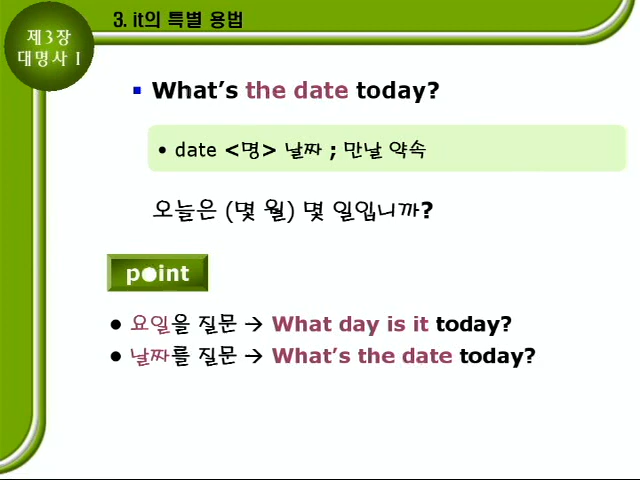 제3장
대명사 I
3. it의 특별 용법
▪ What's the date today?
• date <명> 날짜 ; 만날 약속
오늘은 (몇 월) 몇 일입니까?
point
● 요일을 질문 → What day is it today?
● 날짜를 질문 → What's the date today?